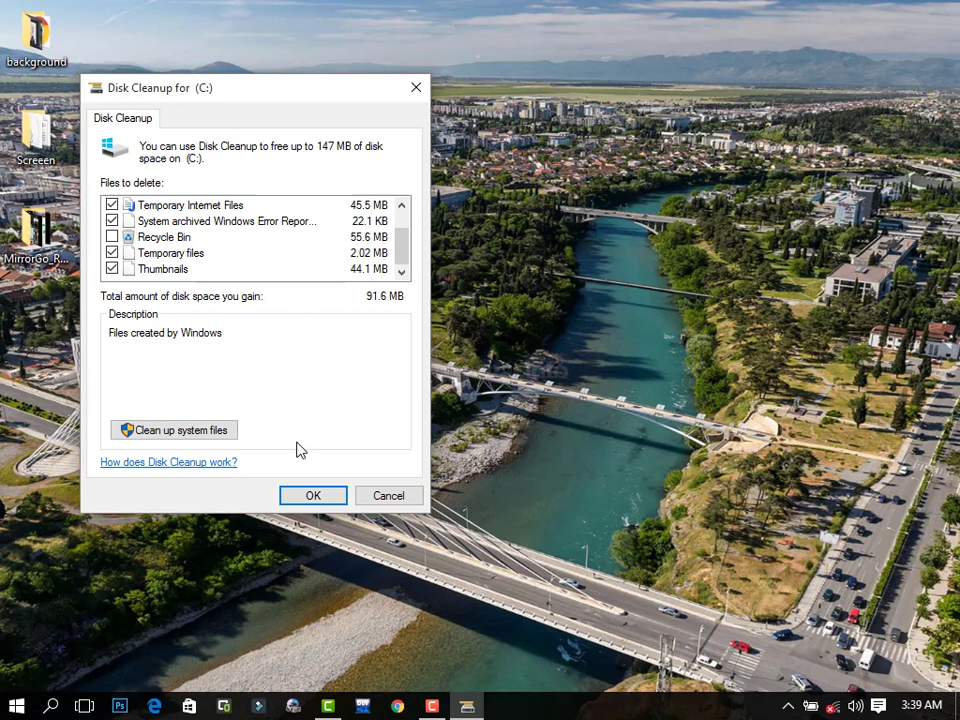 background
Screeen
MirrorGo_R...
Disk Cleanup for (C:)
Disk Cleanup
You can use Disk Cleanup to free up to 147 MB of disk
space on (C:).
Files to delete:
Temporary Internet Files 45.5 MB
System archived Windows Error Repor... 22.1 KB
Recycle Bin 55.6 MB
Temporary files 2.02 MB
Thumbnails 44.1 MB
Total amount of disk space you gain: 91.6 MB
Description
Files created by Windows
Clean up system files
How does Disk Cleanup work?
OK
Cancel
Ps
DEV
3:39 AM